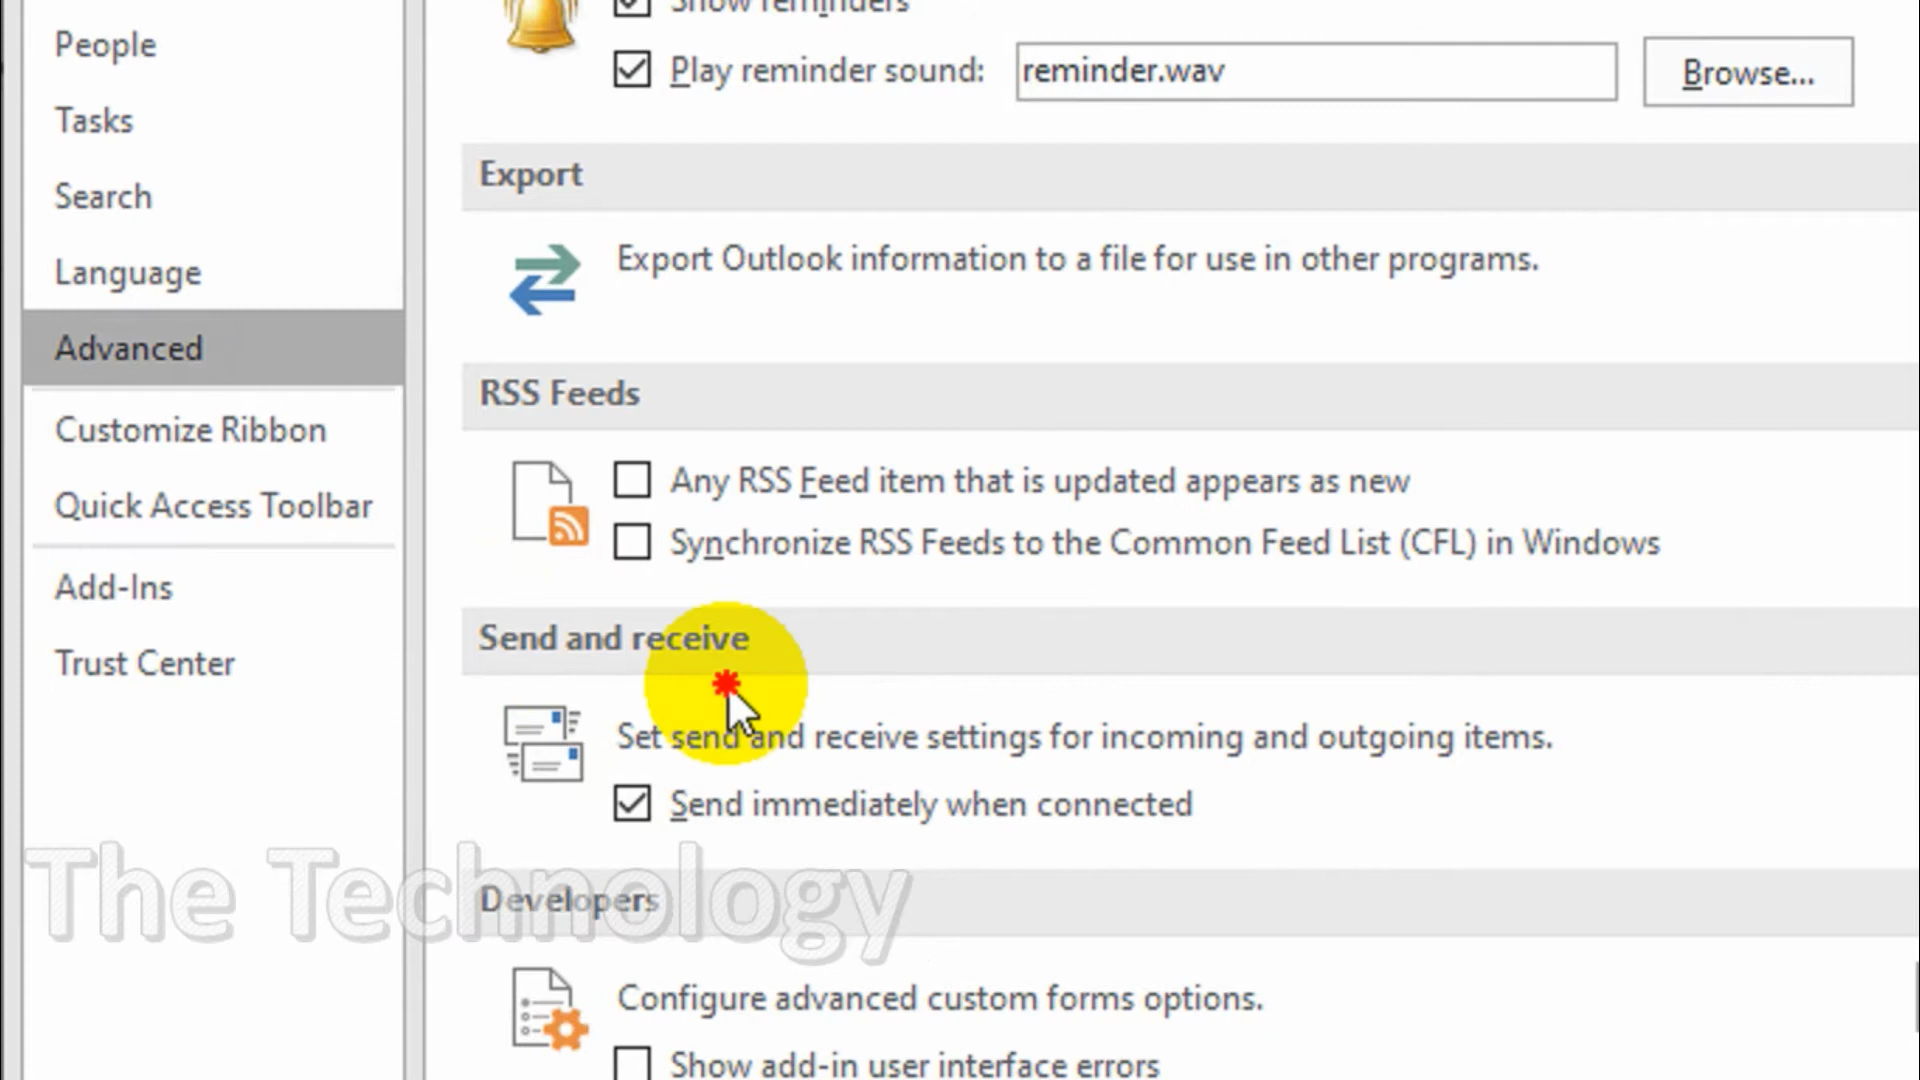 People
Tasks
Search
Language
Advanced
Customize Ribbon
Quick Access Toolbar
Add-Ins
Trust Center
Show reminders
Play reminder sound: reminder.wav Browse...
Export
Export Outlook information to a file for use in other programs.
RSS Feeds
Any RSS Feed item that is updated appears as new
Synchronize RSS Feeds to the Common Feed List (CFL) in Windows
Send and receive
Set send and receive settings for incoming and outgoing items.
Send immediately when connected
Developers
Configure advanced custom forms options.
Show add-in user interface errors
The Technology